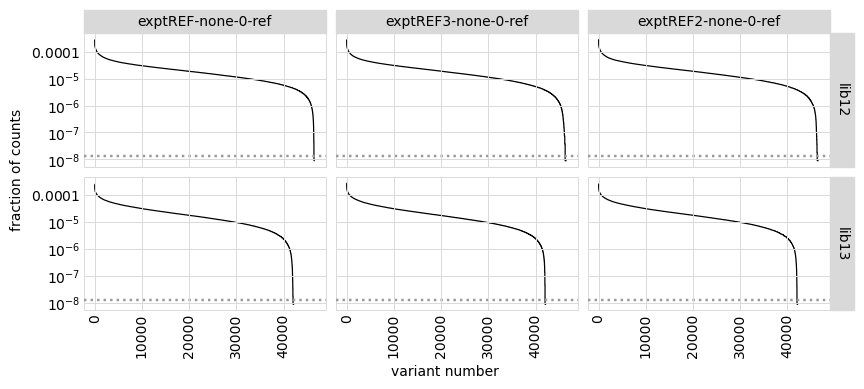 exptREF-none-0-ref exptREF3-none-0-ref exptREF2-none-0-ref
0.0001
10⁻⁵
10⁻⁶
10⁻⁷
10⁻⁸
lib12
fraction of counts
0.0001
10⁻⁵
10⁻⁶
10⁻⁷
10⁻⁸
lib13
0 10000 20000 30000 40000 0 10000 20000 30000 40000 0 10000 20000 30000 40000
variant number